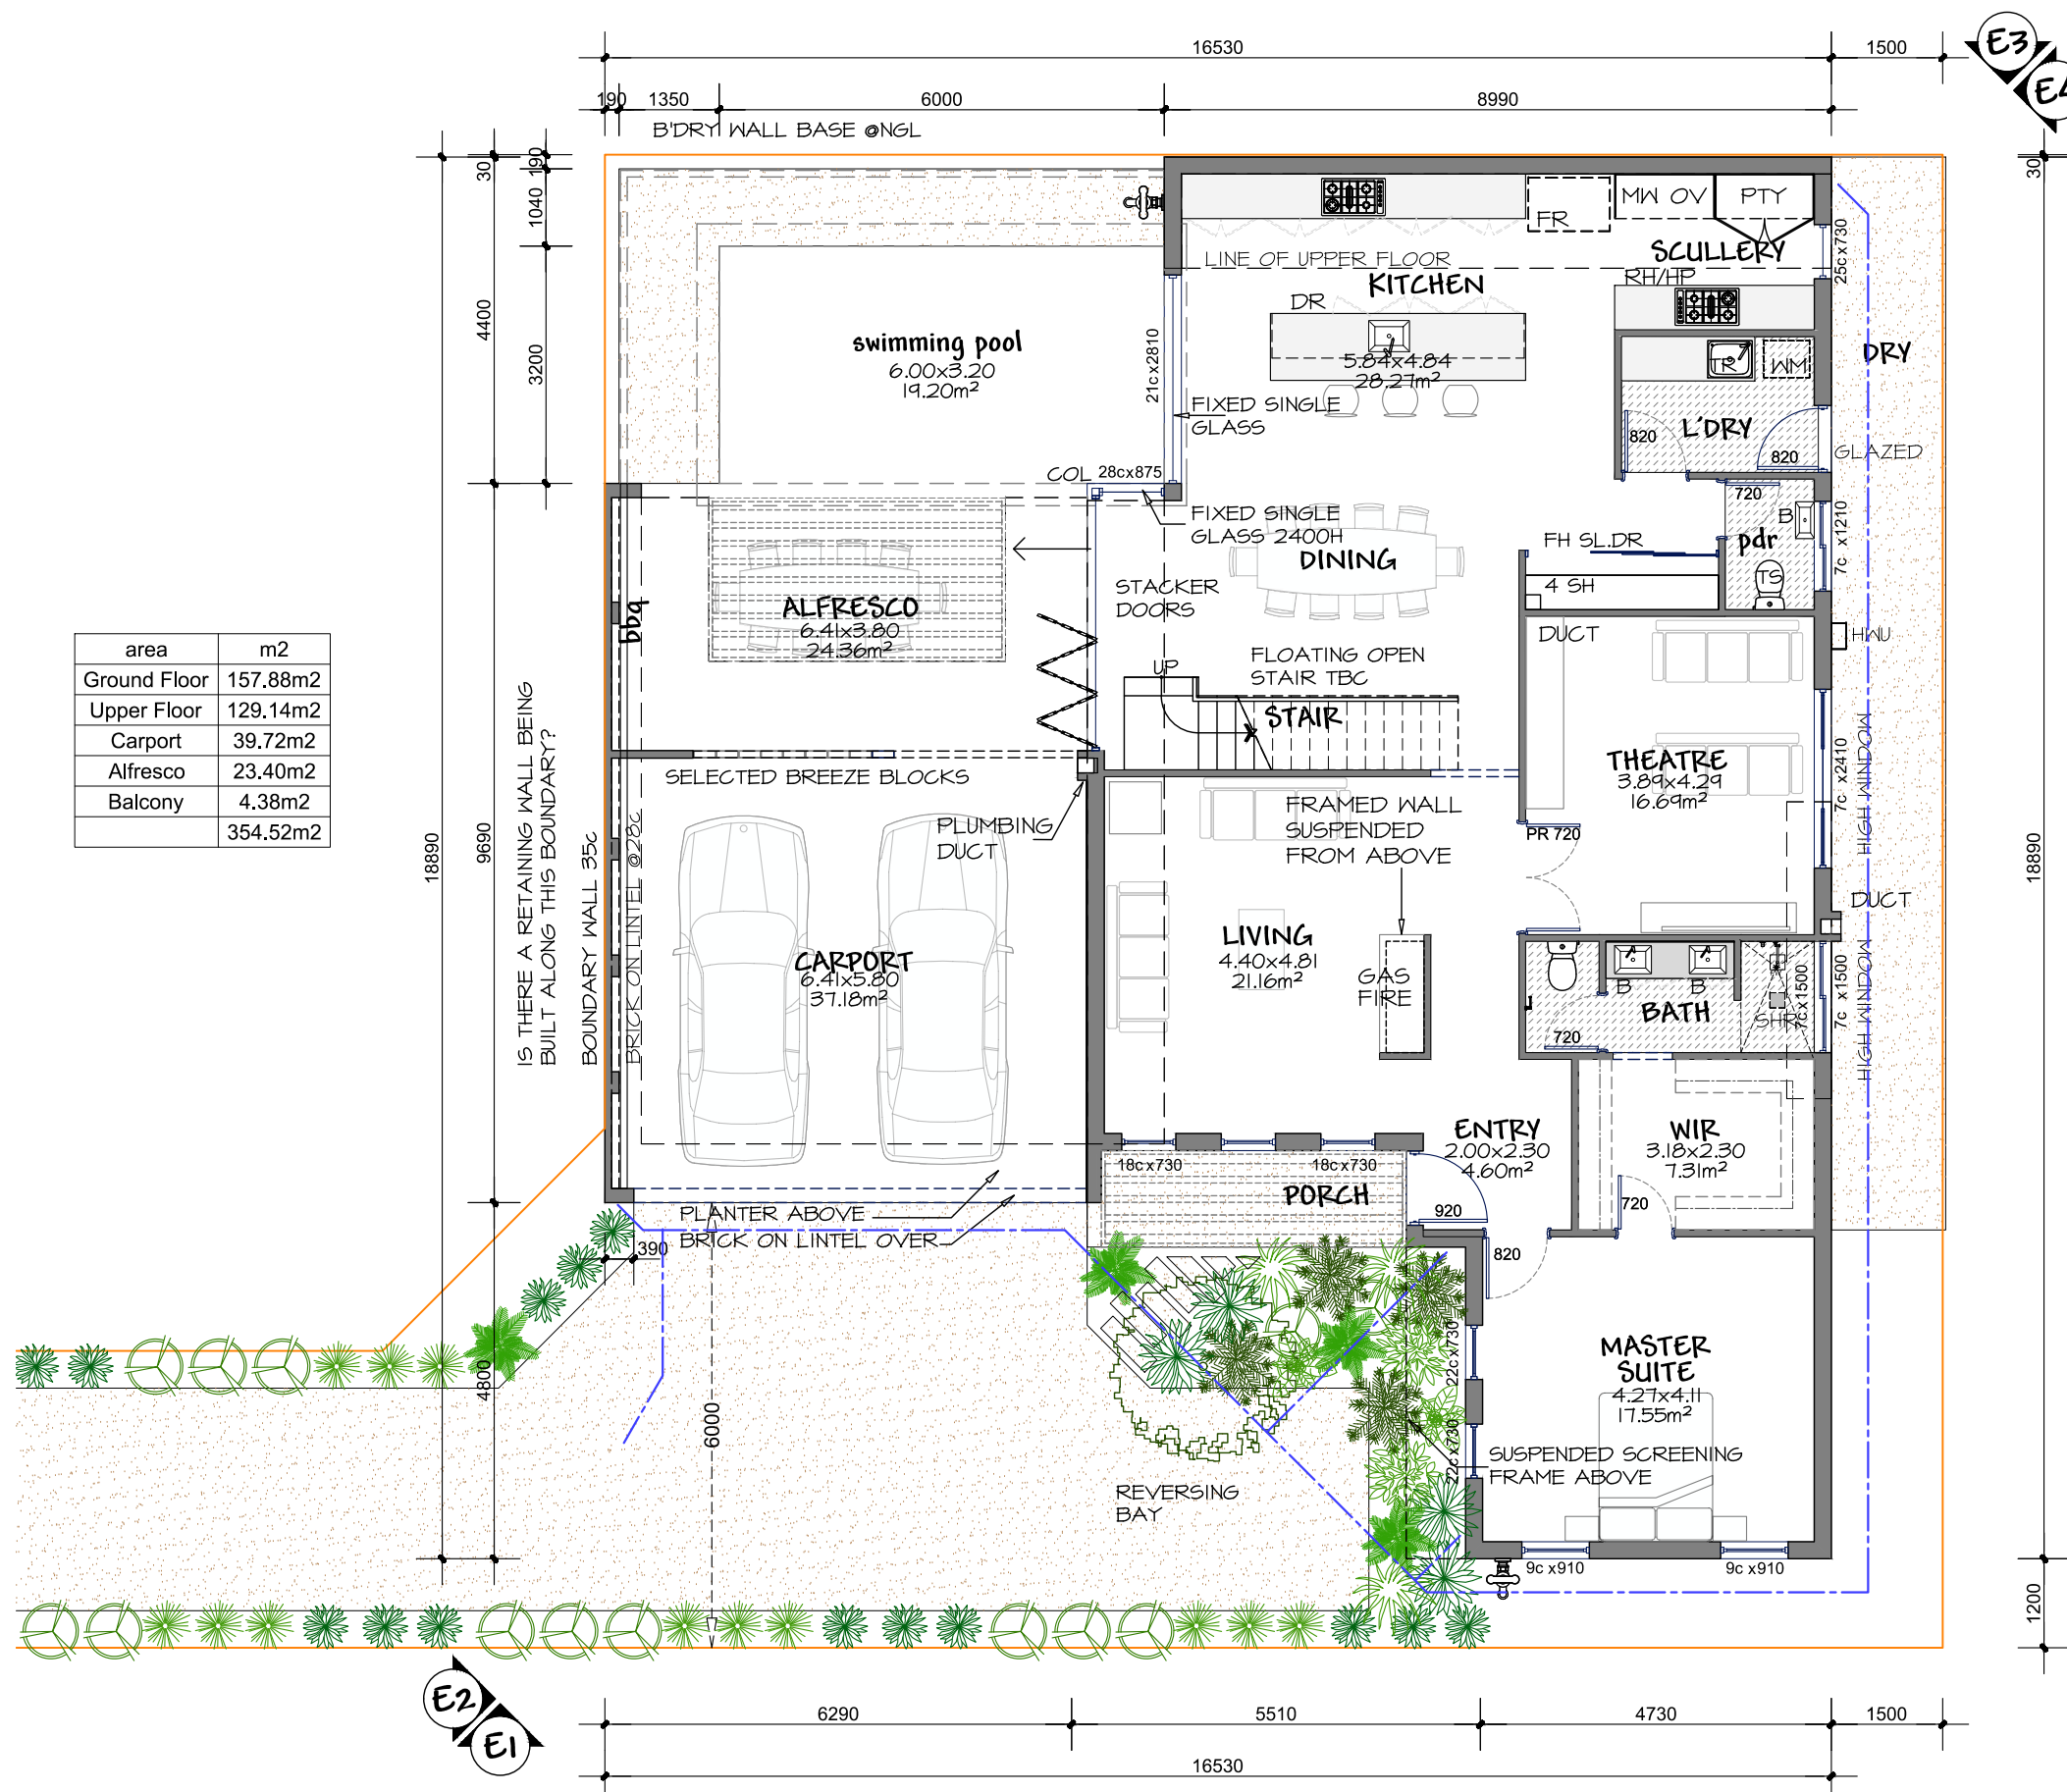 16530
1500
E3
E4
190
1350
6000
8990
B'DRY WALL BASE @NGL
30
190
1040
4400
3200
9690
18890
4800
30
18890
1200
MW OV
PTY
FR
SCULLERY
25c x730
LINE OF UPPER FLOOR
KITCHEN
RH/HP
DR
5.84x4.84
28.27m²
swimming pool
6.00x3.20
19.20m²
21c x2810
FIXED SINGLE
GLASS
TR
WM
DRY
L'DRY
820
820
GLAZED
COL
28cx875
FIXED SINGLE
GLASS 2400H
DINING
FH SL.DR
4 SH
720
B
pdr
TS
7c x1210
STACKER
DOORS
ALFRESCO
6.41x3.80
24.36m²
bbq
UP
FLOATING OPEN
STAIR TBC
STAIR
DUCT
HWU
THEATRE
3.89x4.29
16.69m²
7c x2410
MOONINM HIGH
area m2
Ground Floor 157.88m2
Upper Floor 129.14m2
Carport 39.72m2
Alfresco 23.40m2
Balcony 4.38m2
354.52m2
IS THERE A RETAINING WALL BEING
BUILT ALONG THIS BOUNDARY?
BOUNDARY WALL 35c
BRICK ON LINTEL @28c
SELECTED BREEZE BLOCKS
PLUMBING
DUCT
FRAMED WALL
SUSPENDED
FROM ABOVE
PR 720
DUCT
CARPORT
6.41x5.80
37.18m²
LIVING
4.40x4.81
21.16m²
GAS
FIRE
B
B
BATH
SHR
7c x1500
7c x1500
MOONINM HIGH
720
ENTRY
2.00x2.30
4.60m²
WIR
3.18x2.30
7.31m²
18cx730
18cx730
PORCH
920
720
820
PLANTER ABOVE
BRICK ON LINTEL OVER
390
6000
MASTER
SUITE
4.27x4.11
17.55m²
22c x730
22c x730
SUSPENDED SCREENING
FRAME ABOVE
REVERSING
BAY
9c x910
9c x910
E2
E1
6290
5510
4730
1500
16530